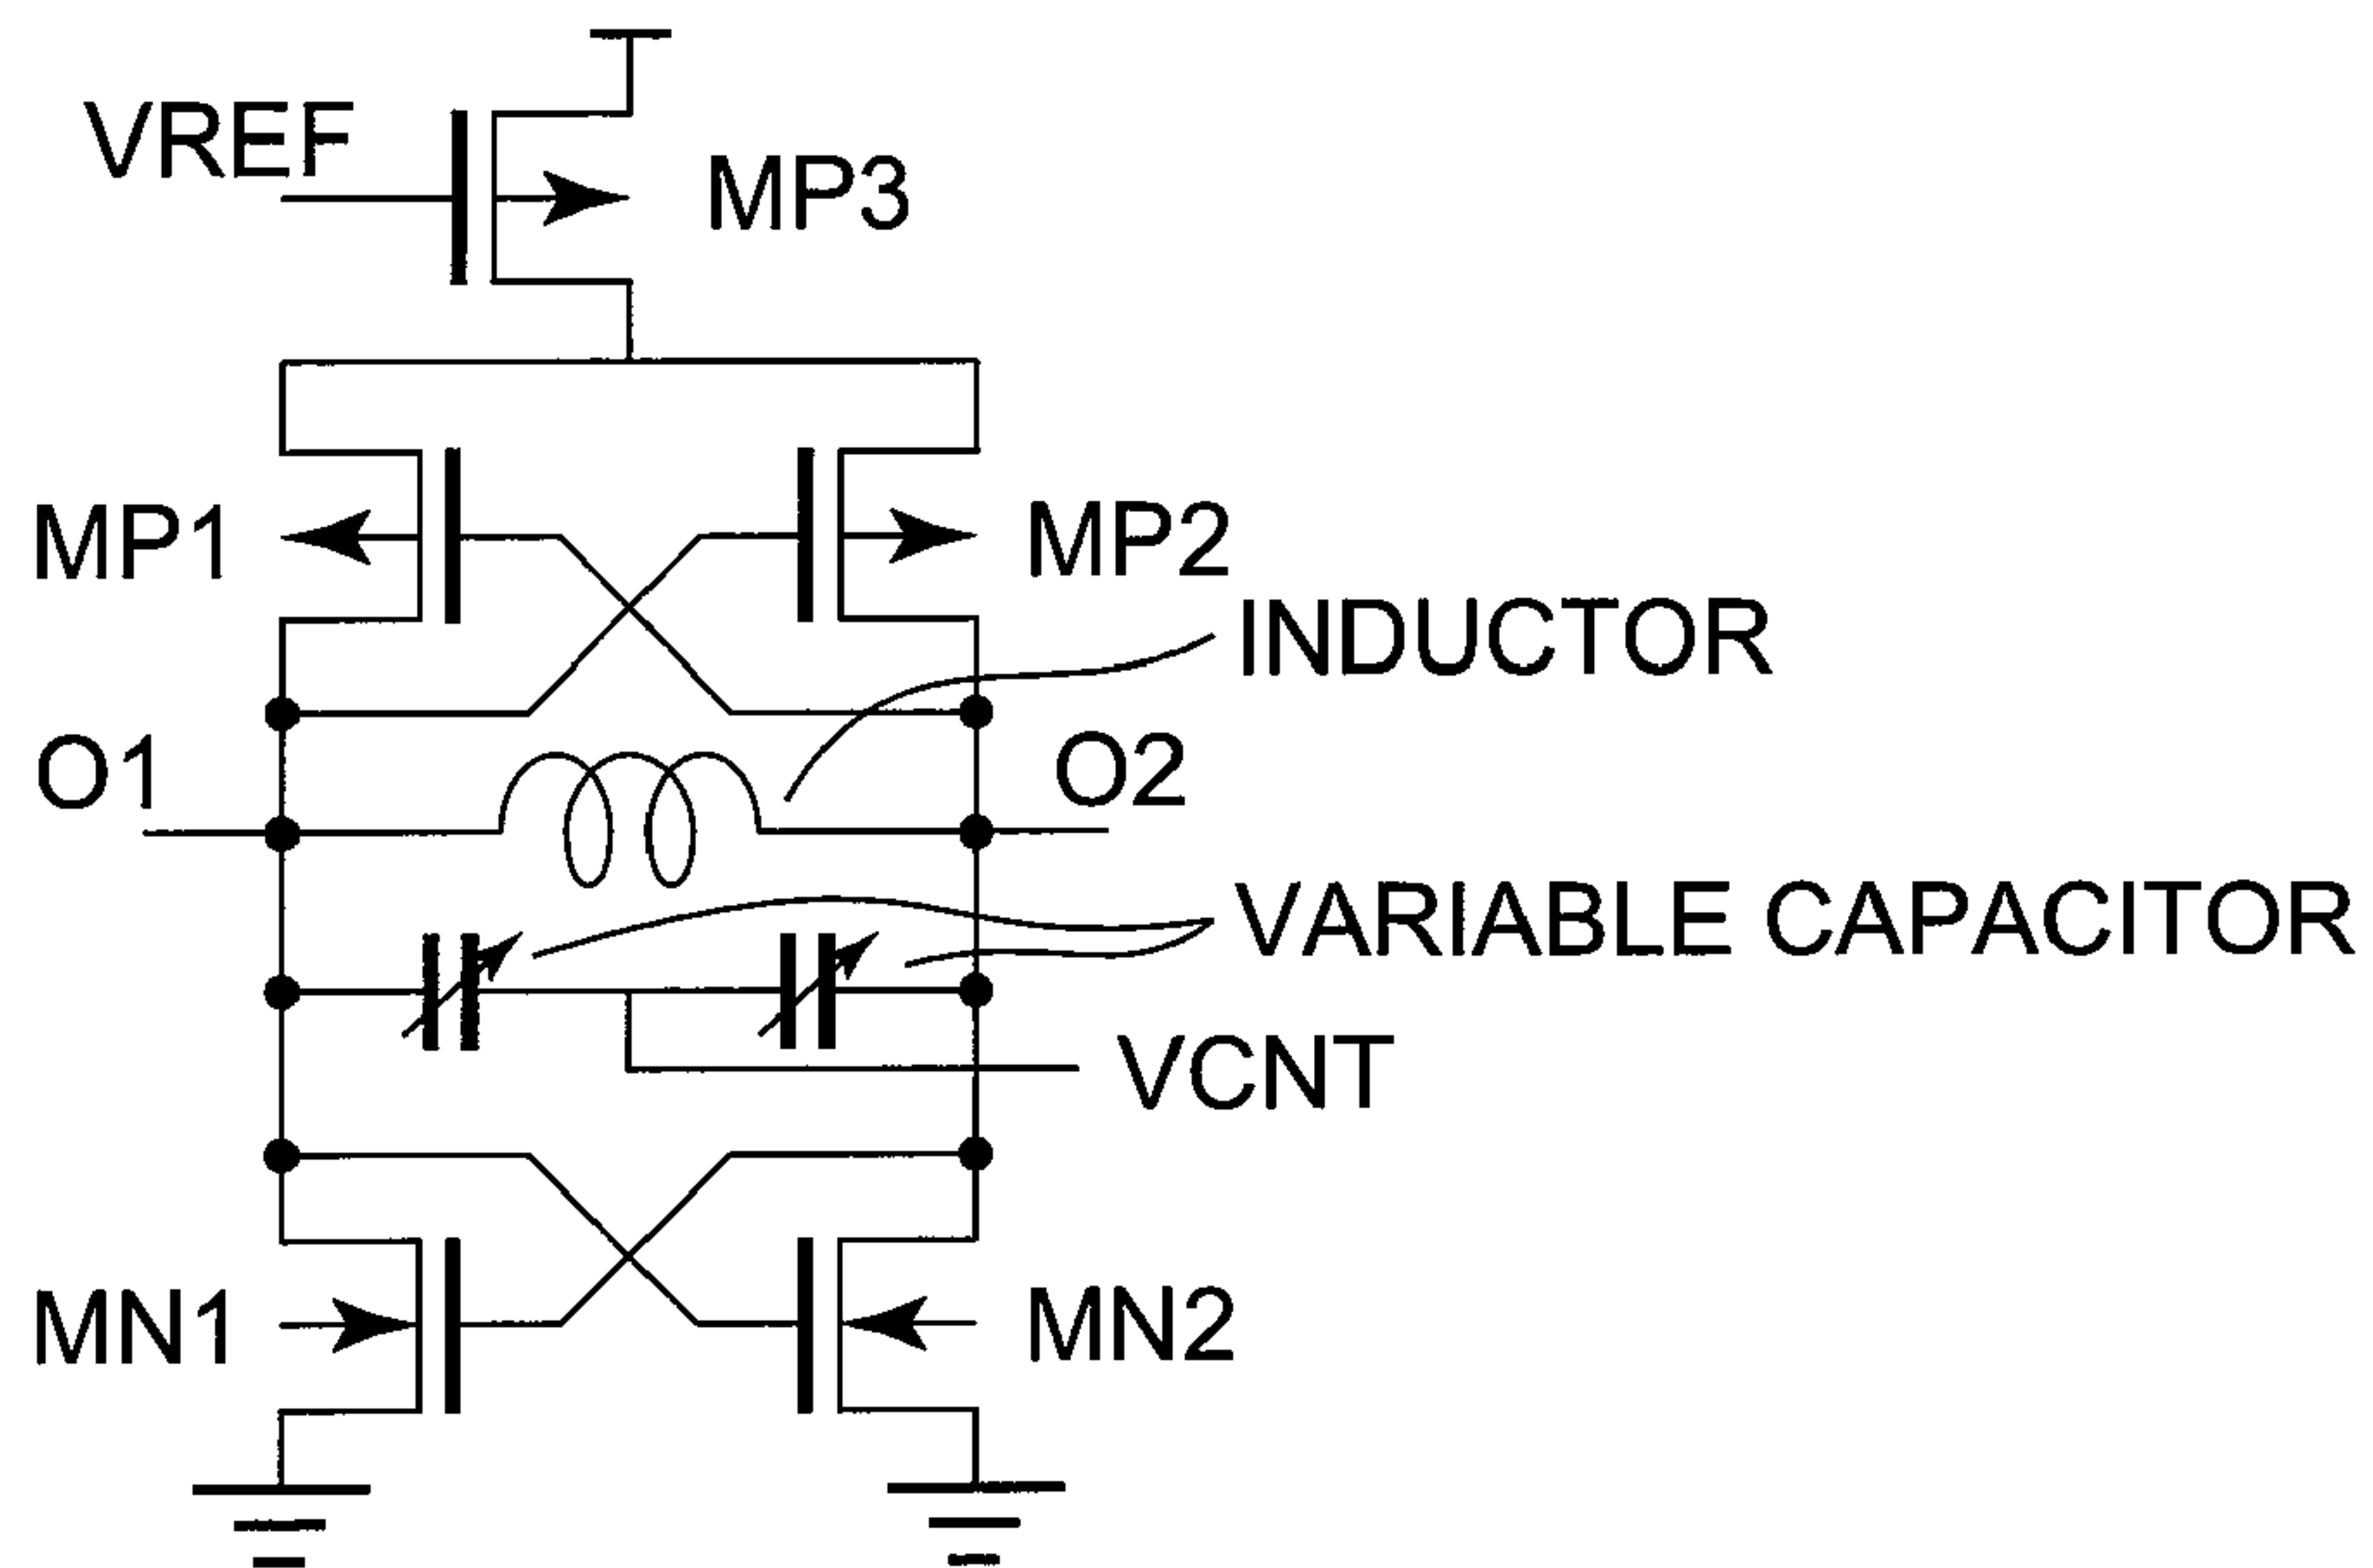 VREF
MP3
MP1
MP2
INDUCTOR
O1
O2
VARIABLE CAPACITOR
VCNT
MN1
MN2